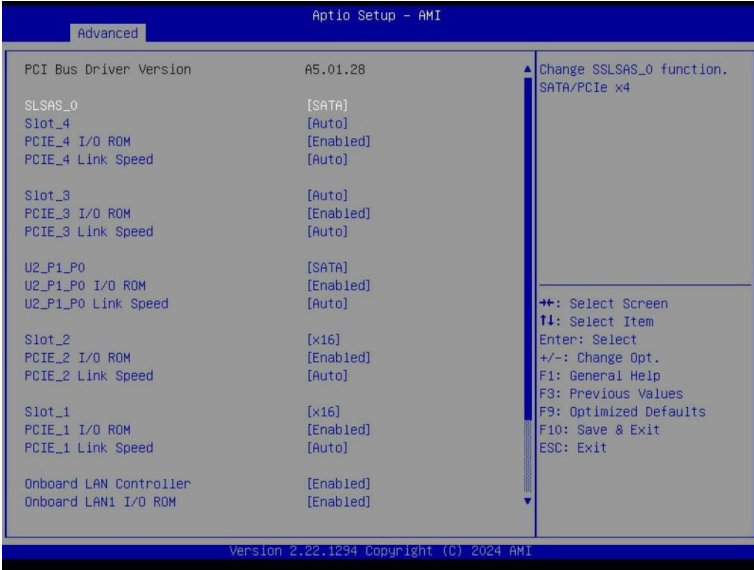 Aptio Setup - AMI
Advanced
PCI Bus Driver Version A5.01.28
SLSAS_0 [SATA]
Slot_4 [Auto]
PCIE_4 I/O ROM [Enabled]
PCIE_4 Link Speed [Auto]
Slot_3 [Auto]
PCIE_3 I/O ROM [Enabled]
PCIE_3 Link Speed [Auto]
U2_P1_P0 [SATA]
U2_P1_P0 I/O ROM [Enabled]
U2_P1_P0 Link Speed [Auto]
Slot_2 [x16]
PCIE_2 I/O ROM [Enabled]
PCIE_2 Link Speed [Auto]
Slot_1 [x16]
PCIE_1 I/O ROM [Enabled]
PCIE_1 Link Speed [Auto]
Onboard LAN Controller [Enabled]
Onboard LAN1 I/O ROM [Enabled]
Change SSLSAS_0 function.
SATA/PCIe x4
→←: Select Screen
↑↓: Select Item
Enter: Select
+/-: Change Opt.
F1: General Help
F3: Previous Values
F9: Optimized Defaults
F10: Save & Exit
ESC: Exit
Version 2.22.1294 Copyright (C) 2024 AMI